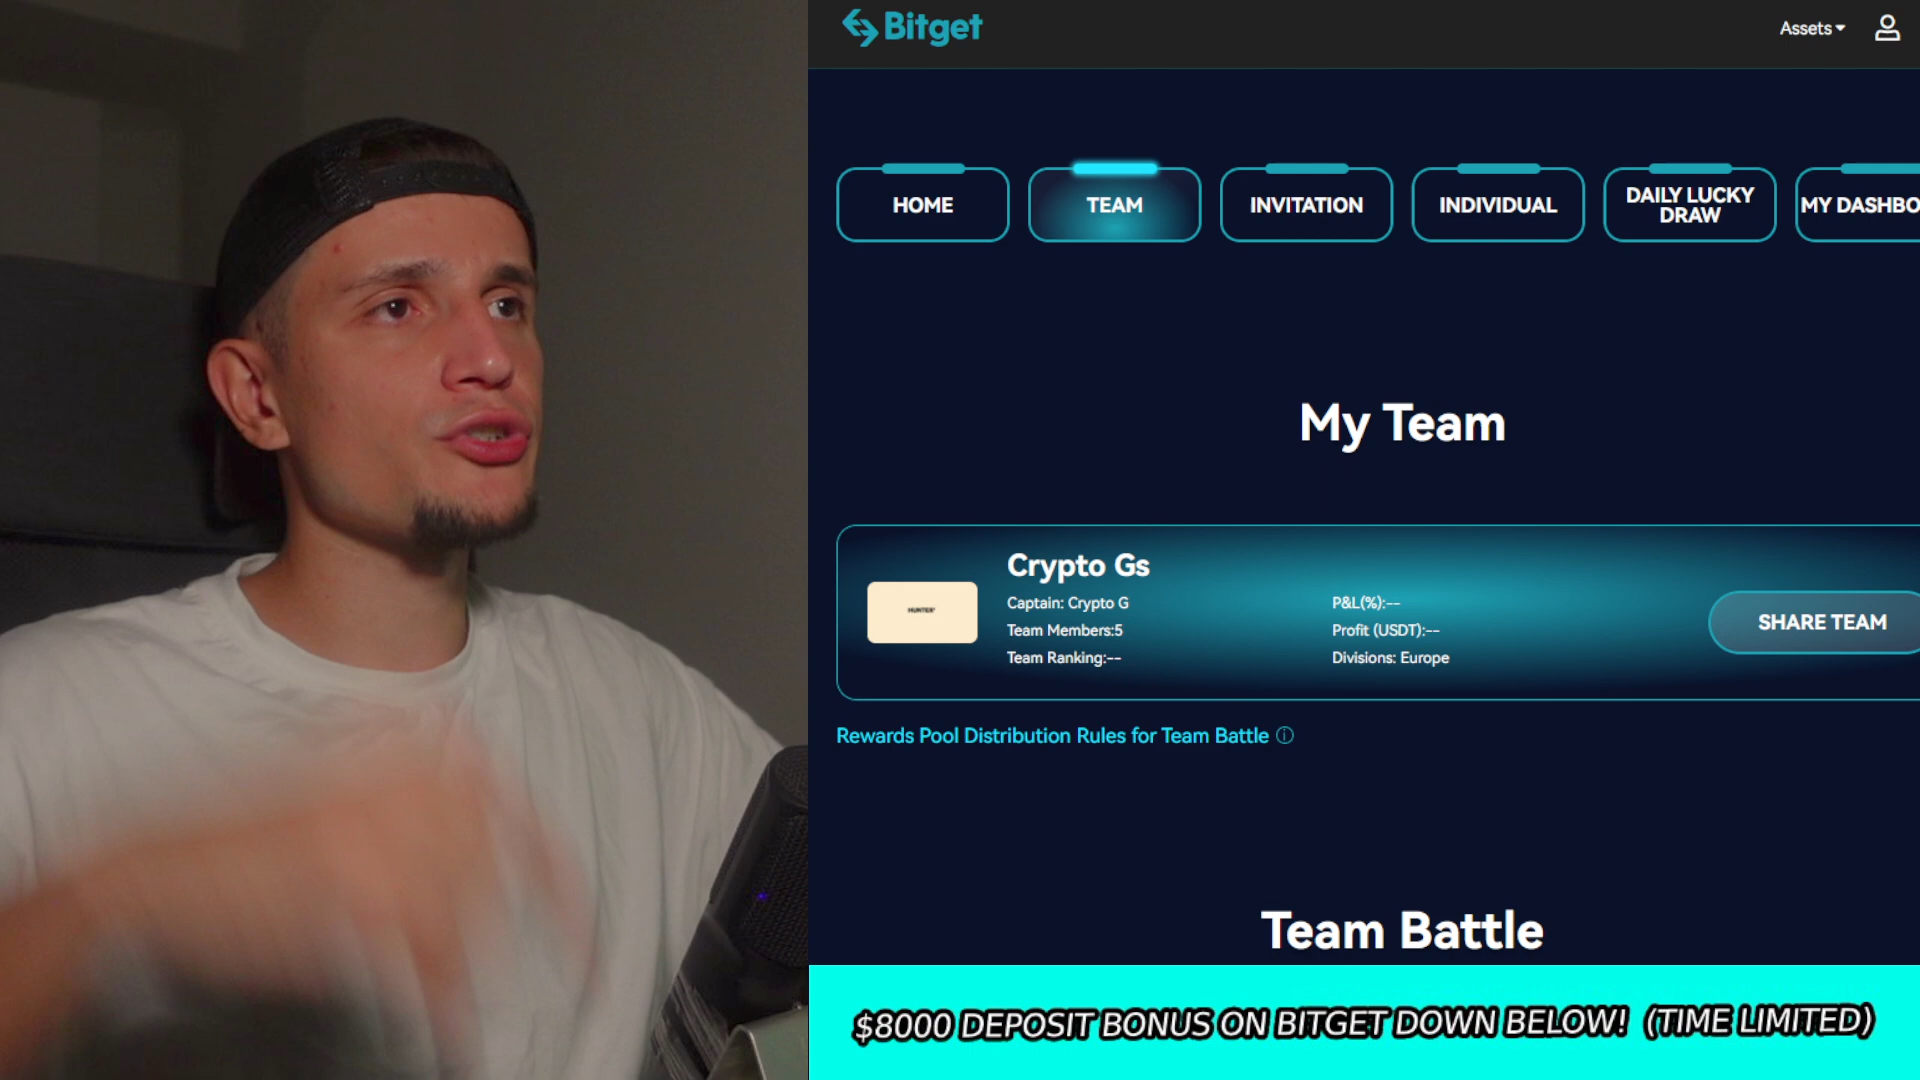 Bitget
Assets
HOME
TEAM
INVITATION
INDIVIDUAL
DAILY LUCKY
DRAW
MY DASHBO
My Team
HUNTER
Crypto Gs
Captain: Crypto G
Team Members:5
Team Ranking:--
P&L(%):--
Profit (USDT):--
Divisions: Europe
SHARE TEAM
Rewards Pool Distribution Rules for Team Battle
Team Battle
$8000 DEPOSIT BONUS ON BITGET DOWN BELOW! (TIME LIMITED)